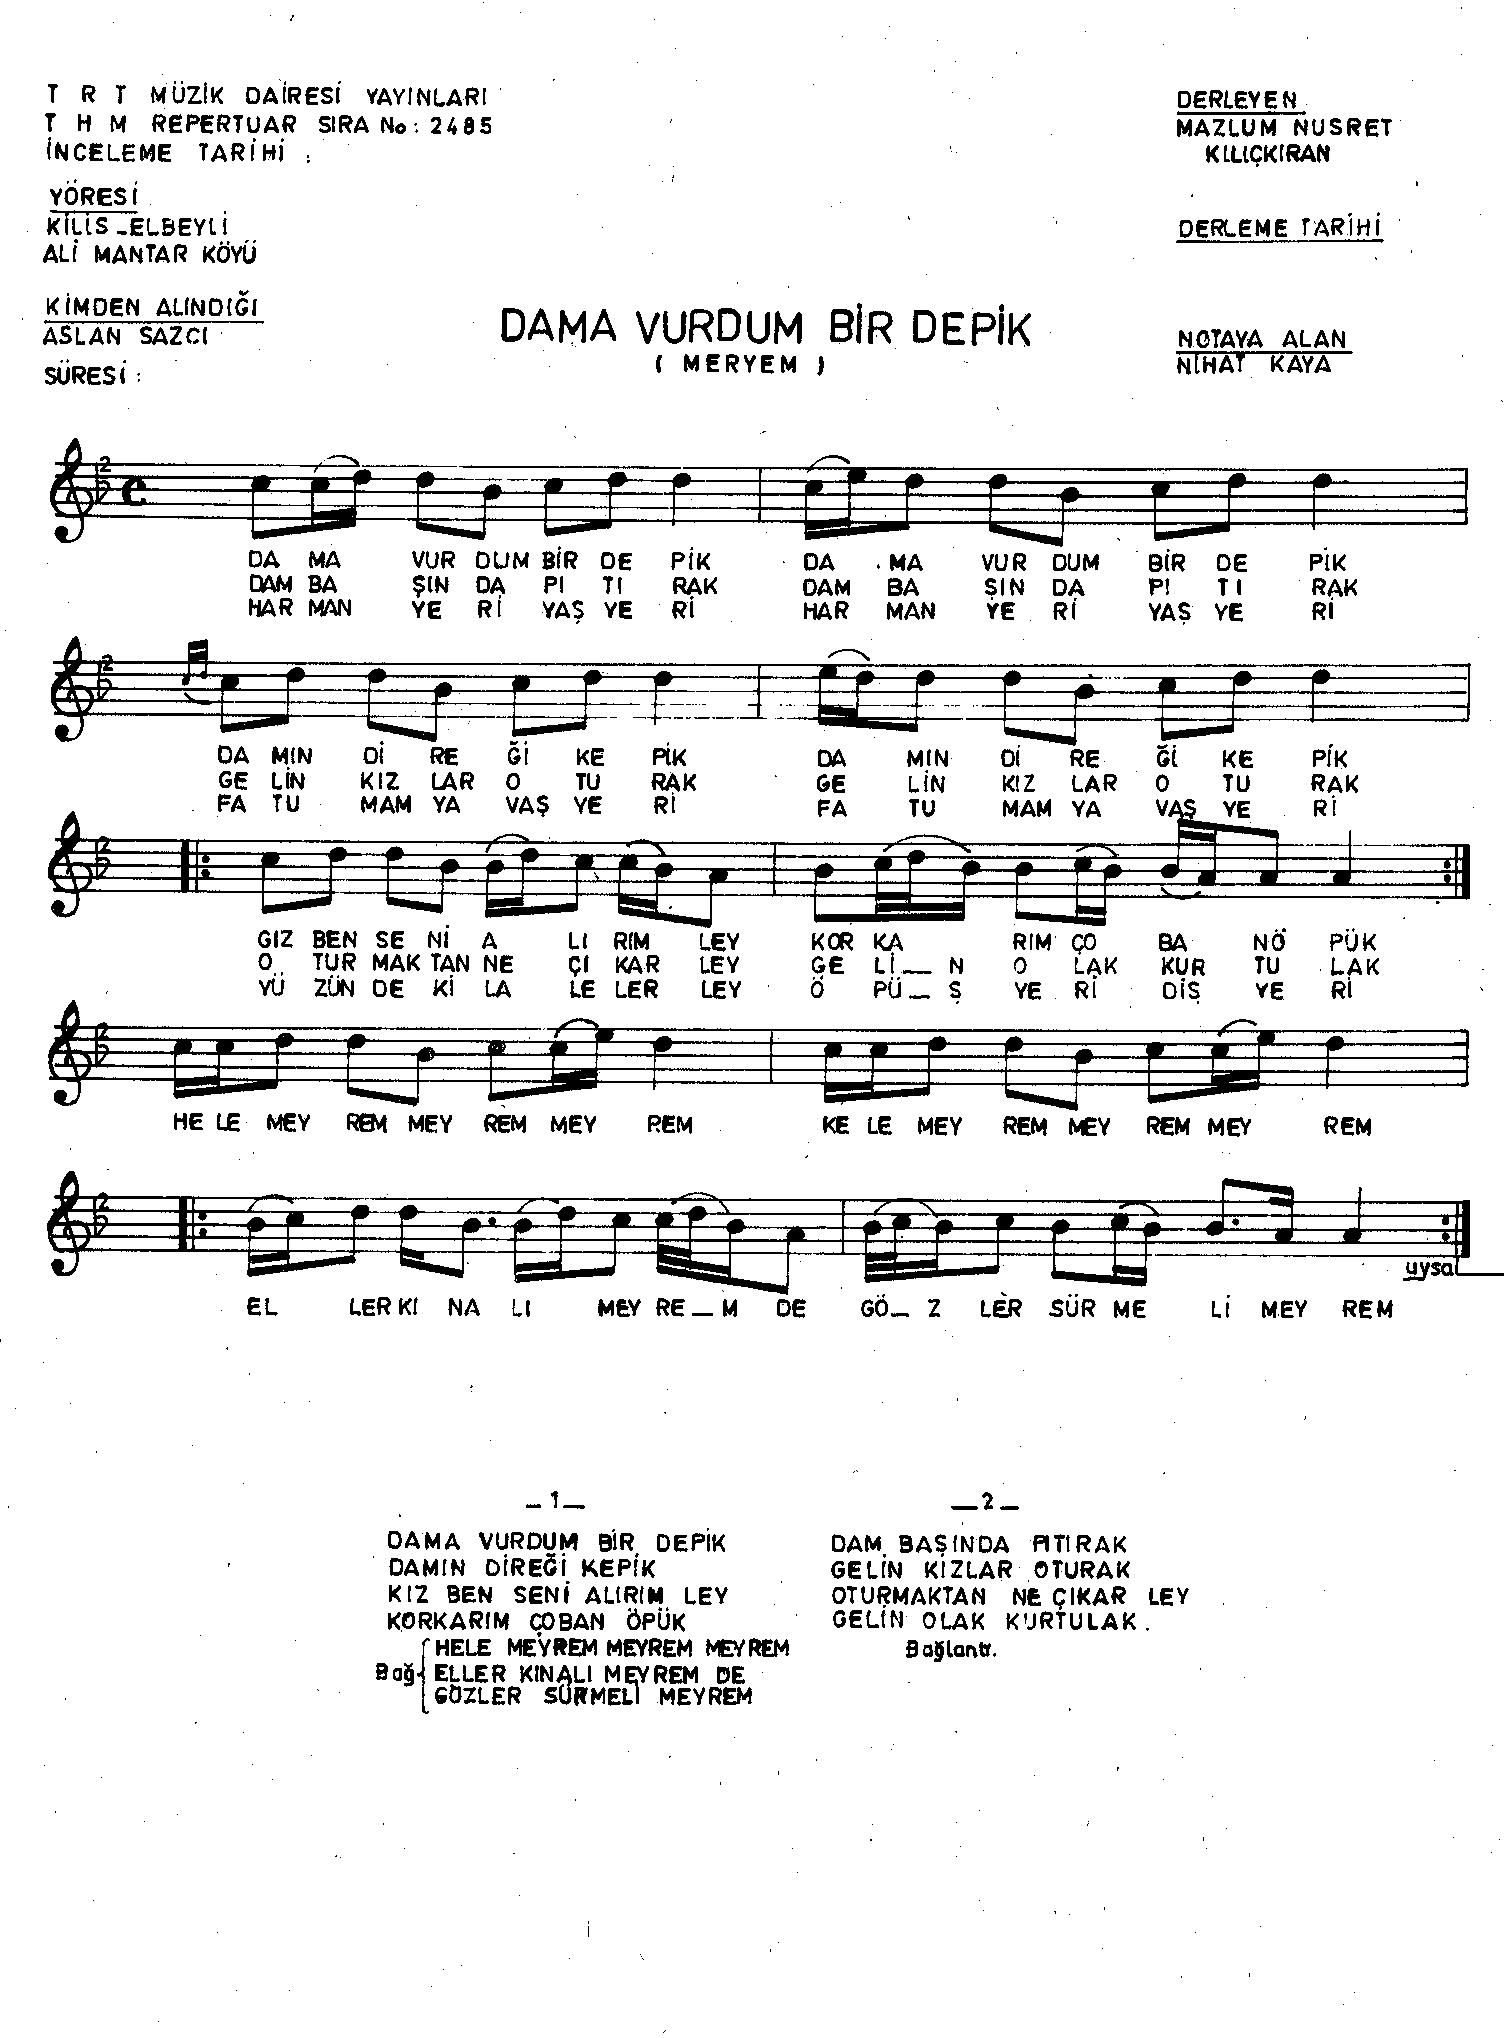 T R T MÜZİK DAİRESİ YAYINLARI
T H M REPERTUAR SIRA No: 2485
İNCELEME TARİHİ :
YÖRESİ
KİLİS-ELBEYLİ
ALİ MANTAR KÖYÜ
KİMDEN ALINDIĞI
ASLAN SAZCI
SÜRESİ :
DERLEYEN
MAZLUM NUSRET
KILIÇKIRAN
DERLEME TARİHİ
NOTAYA ALAN
NİHAT KAYA
DAMA VURDUM BİR DEPİK
( MERYEM )
DA MA VUR DUM BİR DE PİK DA MA VUR DUM BİR DE PİK
DAM BA ŞIN DA PI TI RAK DAM BA ŞIN DA PI TI RAK
HAR MAN YE Rİ YAŞ YE Rİ HAR MAN YE Rİ YAŞ YE Rİ
DA MIN Dİ RE Ğİ KE PİK DA MIN Dİ RE Ğİ KE PİK
GE LİN KIZ LAR O TU RAK GE LİN KIZ LAR O TU RAK
FA TU MAM YA VAŞ YE Rİ FA TU MAM YA VAŞ YE Rİ
GIZ BEN SE Nİ A LI RIM LEY KOR KA RIM ÇO BA NÖ PÜK
O TUR MAK TAN NE ÇI KAR LEY GE Lİ_ N O LAK KUR TU LAK
YÜ ZÜN DE Kİ LA LE LER LEY Ö PÜ_ Ş YE Rİ DİŞ YE Rİ
HE LE MEY REM MEY REM MEY REM KE LE MEY REM MEY REM MEY REM
uysal
EL LER KI NA LI MEY RE_M DE GÖ_ Z LER SÜR ME Lİ MEY REM
_1_
DAMA VURDUM BİR DEPİK
DAMIN DİREĞİ KEPİK
KIZ BEN SENİ ALIRIM LEY
KORKARIM ÇOBAN ÖPÜK
HELE MEYREM MEYREM MEYREM
Bağ ELLER KINALI MEYREM DE
GÖZLER SÜRMELİ MEYREM
_2_
DAM BAŞINDA PITIRAK
GELİN KIZLAR OTURAK
OTURMAKTAN NE ÇIKAR LEY
GELİN OLAK KURTULAK.
Bağlantı.